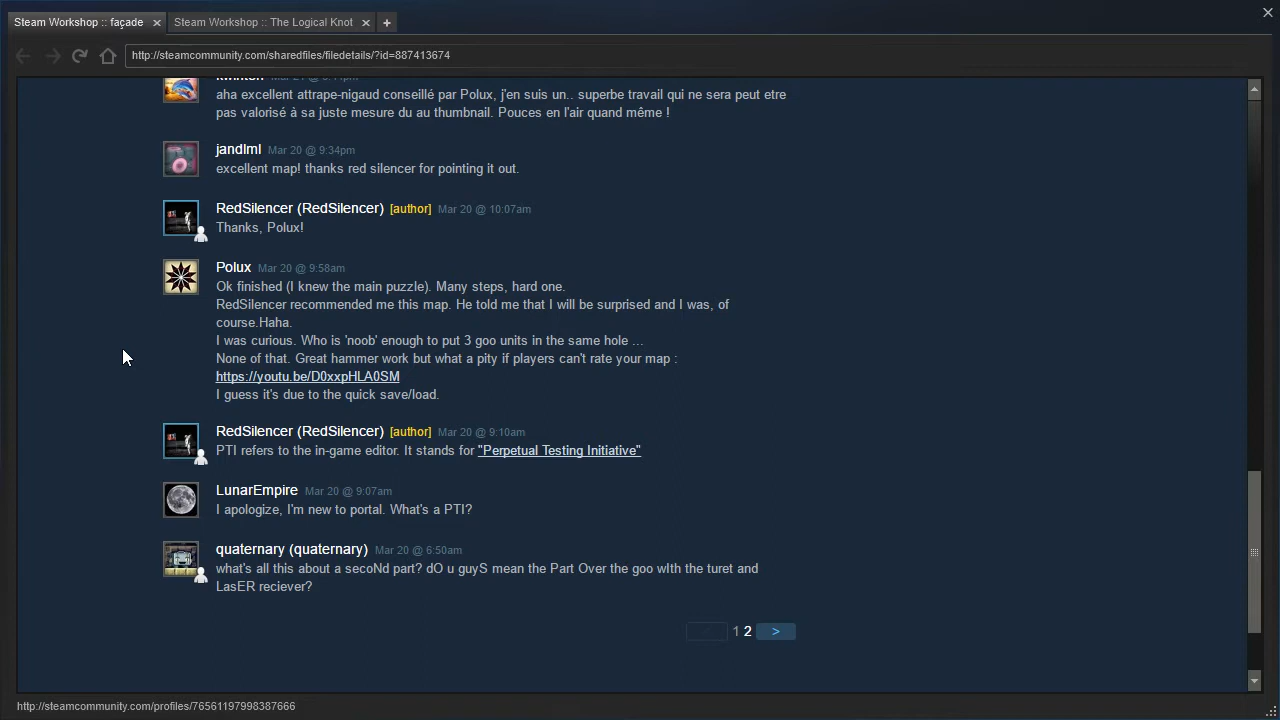 Steam Workshop :: façade
Steam Workshop :: The Logical Knot
http://steamcommunity.com/sharedfiles/filedetails/?id=887413674
aha excellent attrape-nigaud conseillé par Polux, j'en suis un.. superbe travail qui ne sera peut etre
pas valorisé à sa juste mesure du au thumbnail. Pouces en l'air quand même !
jandlml Mar 20 @ 9:34pm
excellent map! thanks red silencer for pointing it out.
RedSilencer (RedSilencer) [author] Mar 20 @ 10:07am
Thanks, Polux!
Polux Mar 20 @ 9:58am
Ok finished (I knew the main puzzle). Many steps, hard one.
RedSilencer recommended me this map. He told me that I will be surprised and I was, of
course.Haha.
I was curious. Who is 'noob' enough to put 3 goo units in the same hole ...
None of that. Great hammer work but what a pity if players can't rate your map :
https://youtu.be/D0xxpHLA0SM
I guess it's due to the quick save/load.
RedSilencer (RedSilencer) [author] Mar 20 @ 9:10am
PTI refers to the in-game editor. It stands for "Perpetual Testing Initiative"
LunarEmpire Mar 20 @ 9:07am
I apologize, I'm new to portal. What's a PTI?
quaternary (quaternary) Mar 20 @ 6:50am
what's all this about a secoNd part? dO u guyS mean the Part Over the goo wIth the turet and
LasER reciever?
1 2 >
http://steamcommunity.com/profiles/76561197998387666